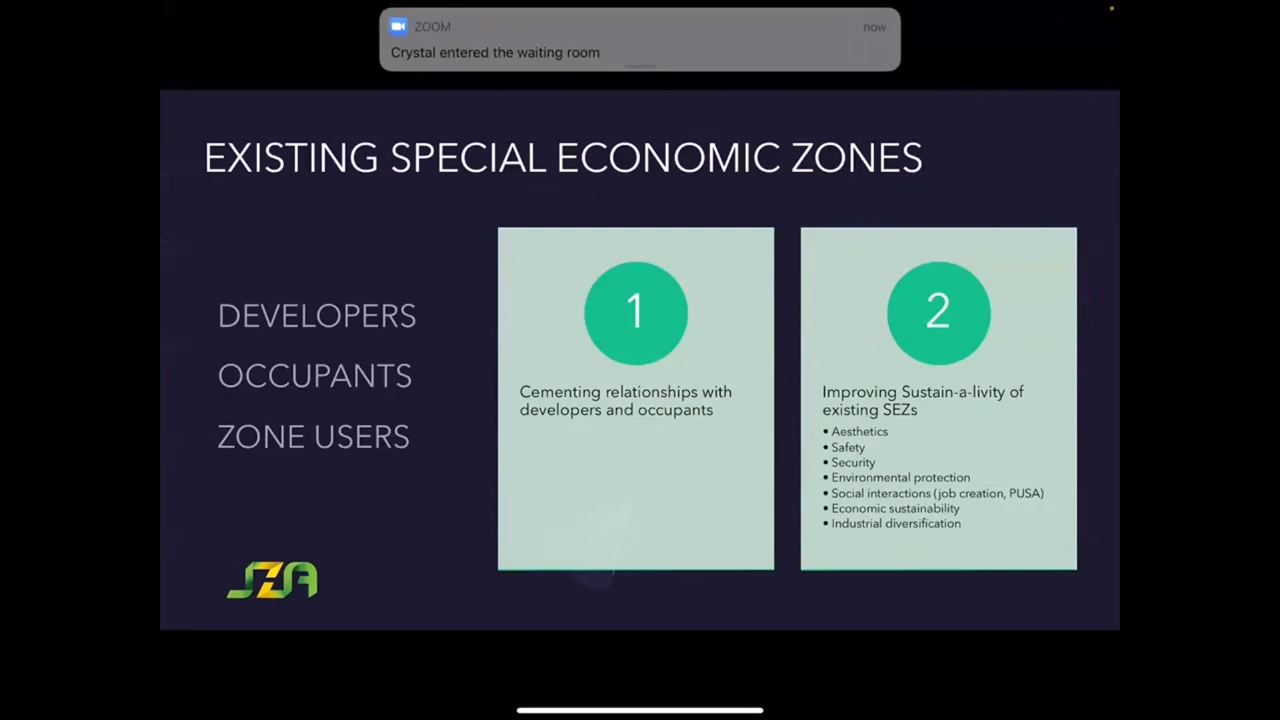 ZOOM
now
Crystal entered the waiting room
EXISTING SPECIAL ECONOMIC ZONES
DEVELOPERS
OCCUPANTS
ZONE USERS
1
Cementing relationships with
developers and occupants
2
Improving Sustain-a-livity of
existing SEZs
• Aesthetics
• Safety
• Security
• Environmental protection
• Social interactions (job creation, PUSA)
• Economic sustainability
• Industrial diversification
SZA